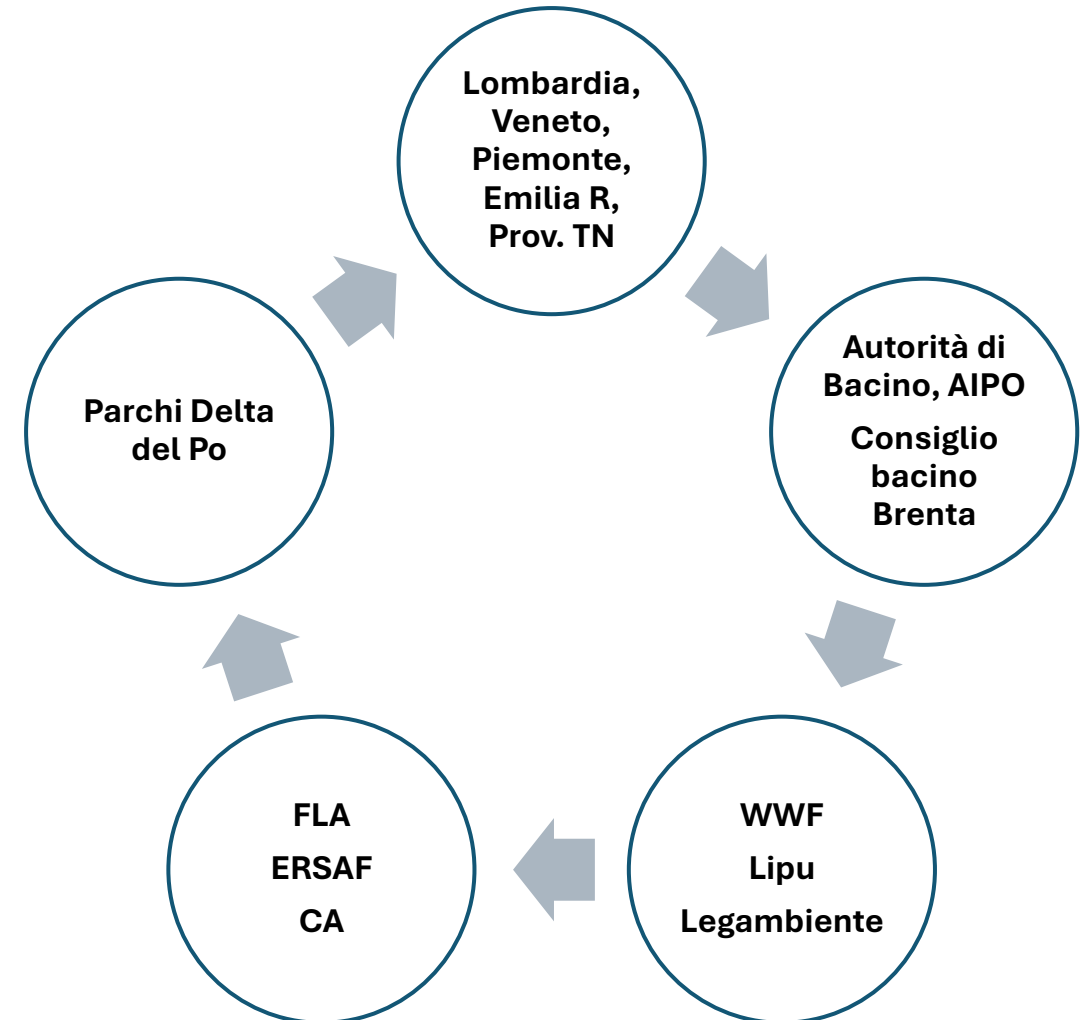 Lombardia,
Veneto,
Piemonte,
Emilia R,
Prov. TN
Autorità di
Bacino, AIPO
Consiglio
bacino
Brenta
WWF
Lipu
Legambiente
FLA
ERSAF
CA
Parchi Delta
del Po